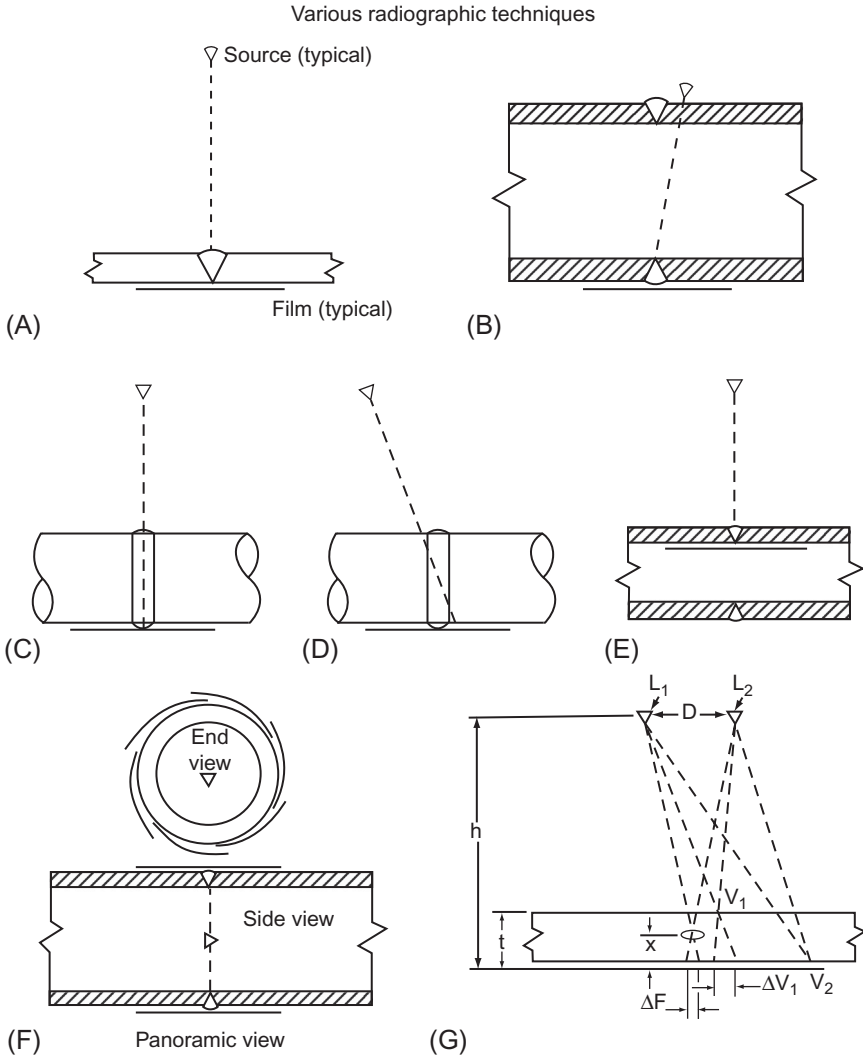 Various radiographic techniques
Source (typical)
Film (typical)
(A)
(B)
(C)
(D)
(E)
End
view
Side view
(F)
Panoramic view
L₁
L₂
D
h
V₁
t
x
ΔV₁
V₂
ΔF
(G)